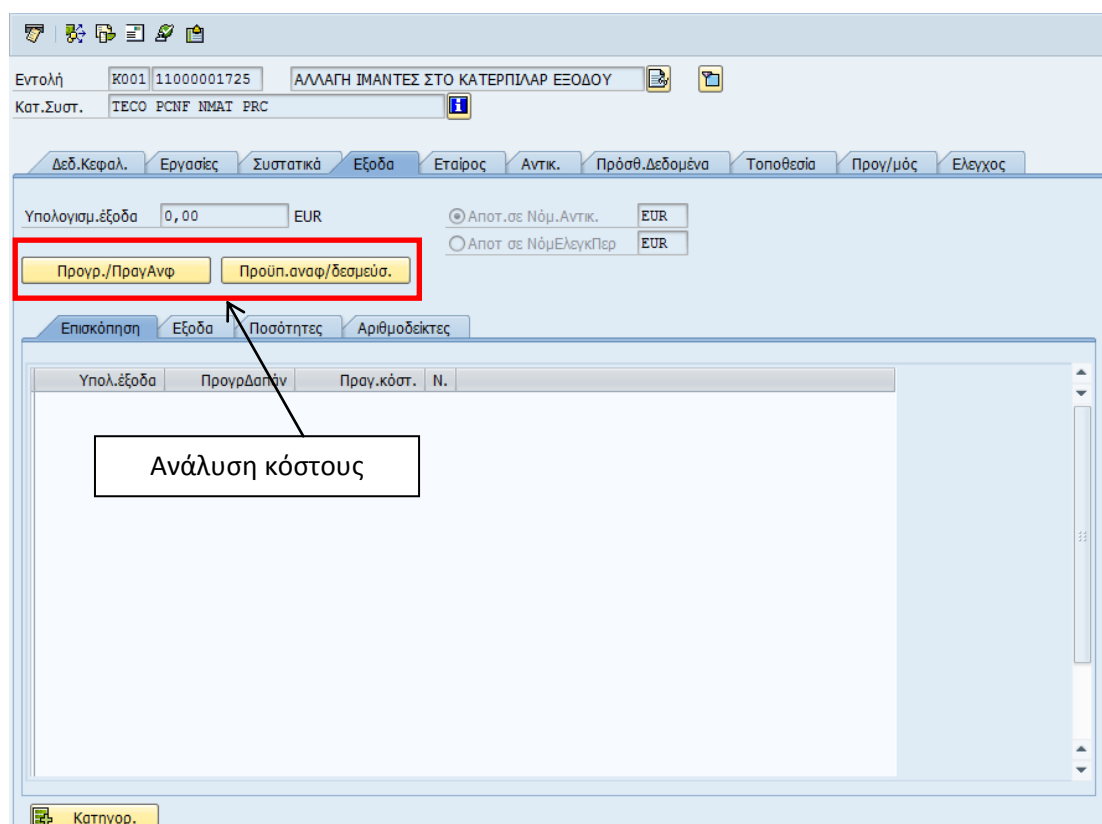 Εντολή K001 11000001725 ΑΛΛΑΓΗ ΙΜΑΝΤΕΣ ΣΤΟ ΚΑΤΕΡΠΙΛΑΡ ΕΞΟΔΟΥ
Κατ.Συστ. TECO PCNF NMAT PRC
Δεδ.Κεφαλ. Εργασίες Συστατικά Εξοδα Εταίρος Αντικ. Πρόσθ.Δεδομένα Τοποθεσία Προγ/μός Ελεγχος
Υπολογισμ.έξοδα 0,00 EUR Αποτ.σε Νόμ.Αντικ. EUR
Αποτ σε ΝόμΕλεγκΠερ EUR
Προγρ./ΠραγΑνφ Προϋπ.αναφ/δεσμεύσ.
Επισκόπηση Εξοδα Ποσότητες Αριθμοδείκτες
Υπολ.έξοδα ΠρογρΔαπάν Πραγ.κόστ. Ν.
Ανάλυση κόστους
Κατηγορ.